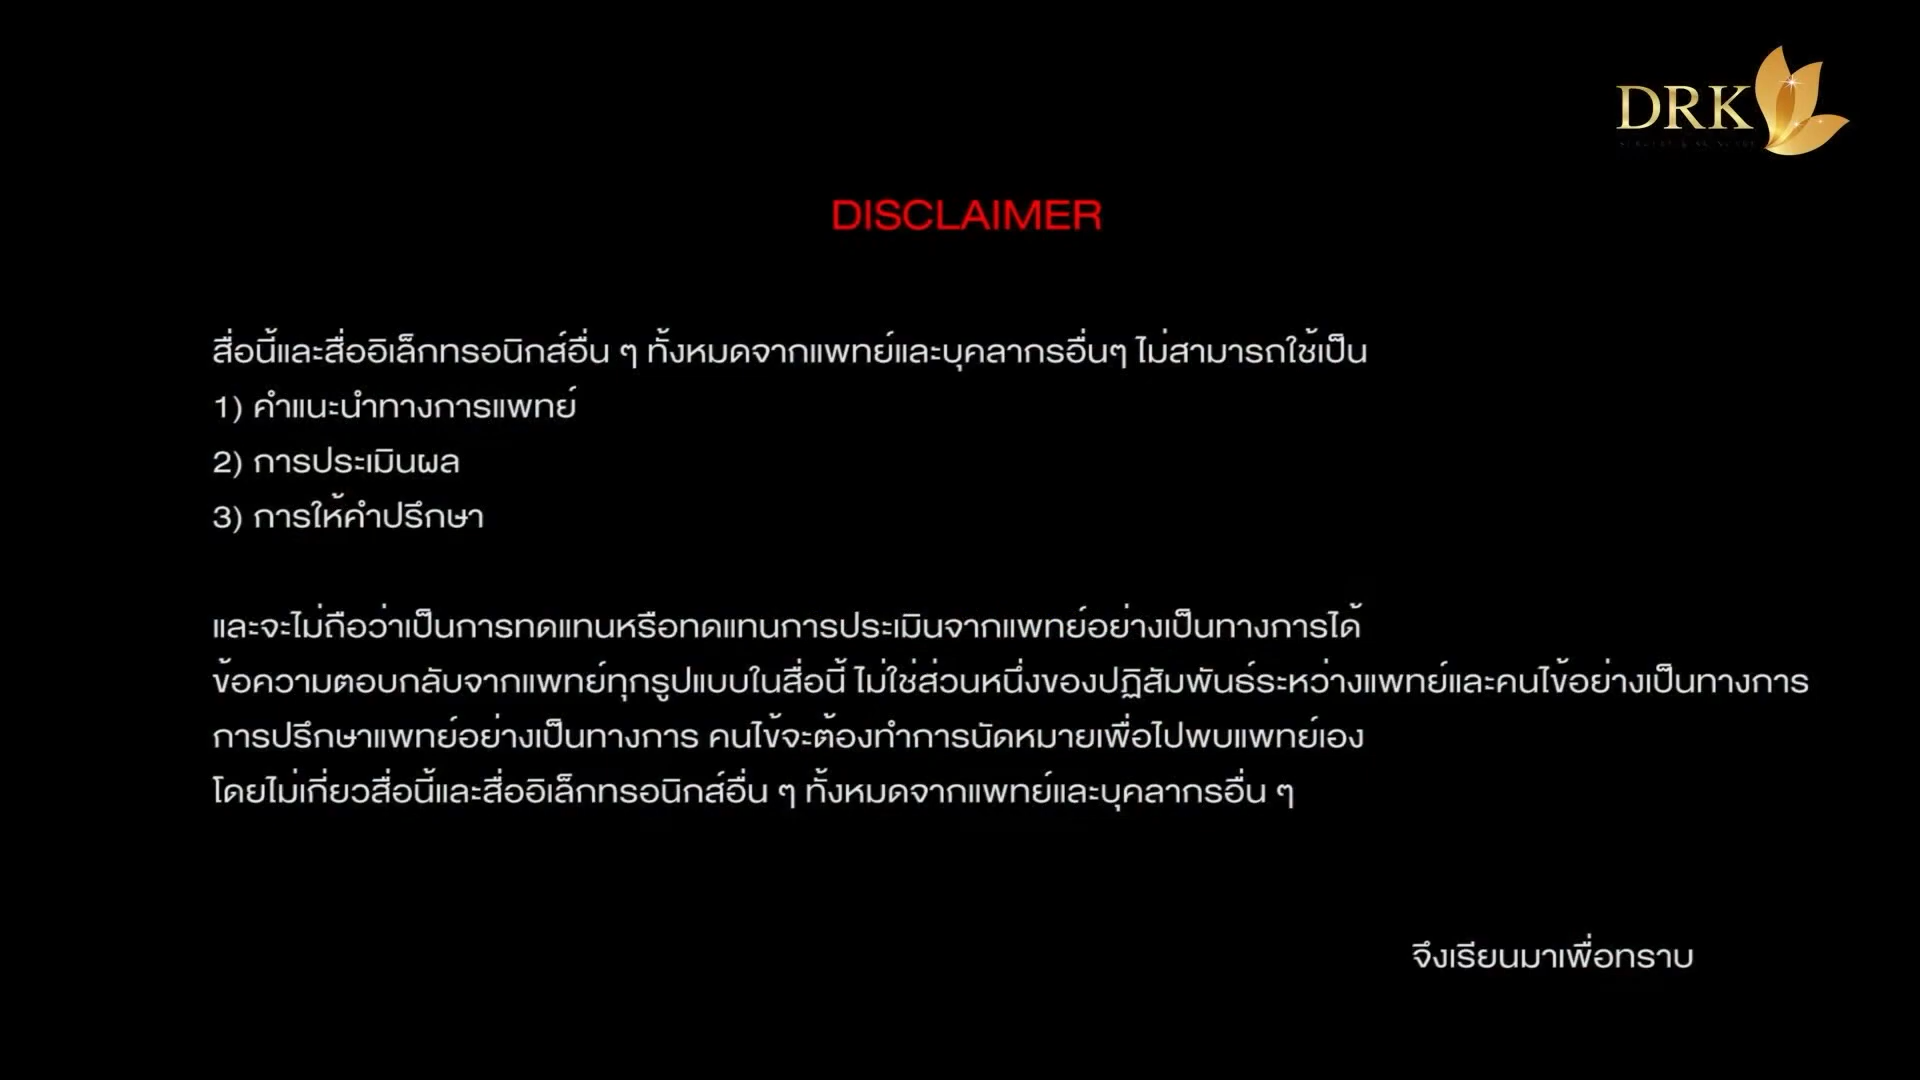 DRK
DISCLAIMER
สื่อนี้และสื่ออิเล็กทรอนิกส์อื่น ๆ ทั้งหมดจากแพทย์และบุคลากรอื่นๆ ไม่สามารถใช้เป็น
1) คำแนะนำทางการแพทย์
2) การประเมินผล
3) การให้คำปรึกษา
และจะไม่ถือว่าเป็นการทดแทนหรือทดแทนการประเมินจากแพทย์อย่างเป็นทางการได้
ข้อความตอบกลับจากแพทย์ทุกรูปแบบในสื่อนี้ ไม่ใช่ส่วนหนึ่งของปฏิสัมพันธ์ระหว่างแพทย์และคนไข้อย่างเป็นทางการ
การปรึกษาแพทย์อย่างเป็นทางการ คนไข้จะต้องทำการนัดหมายเพื่อไปพบแพทย์เอง
โดยไม่เกี่ยวสื่อนี้และสื่ออิเล็กทรอนิกส์อื่น ๆ ทั้งหมดจากแพทย์และบุคลากรอื่น ๆ
จึงเรียนมาเพื่อทราบ